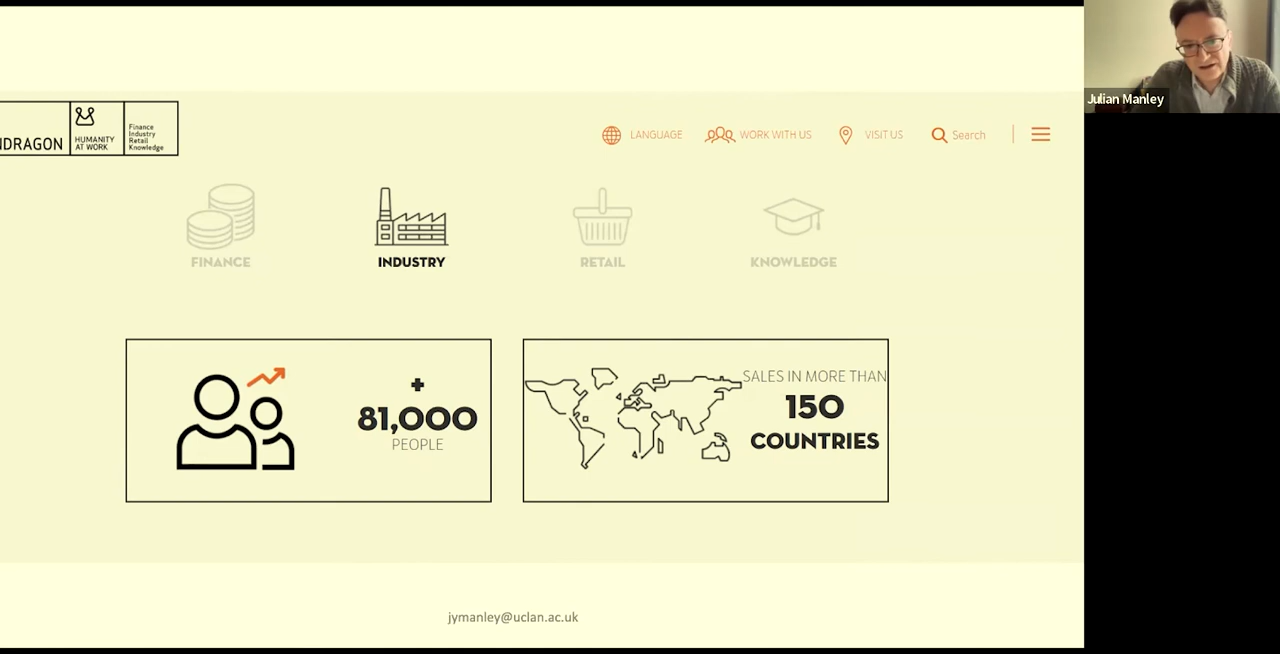 NDRAGON
HUMANITY
AT WORK
Finance
Industry
Retail
Knowledge
LANGUAGE
WORK WITH US
VISIT US
Search
Julian Manley
FINANCE
INDUSTRY
RETAIL
KNOWLEDGE
+
81,000
PEOPLE
SALES IN MORE THAN
150
COUNTRIES
jymanley@uclan.ac.uk